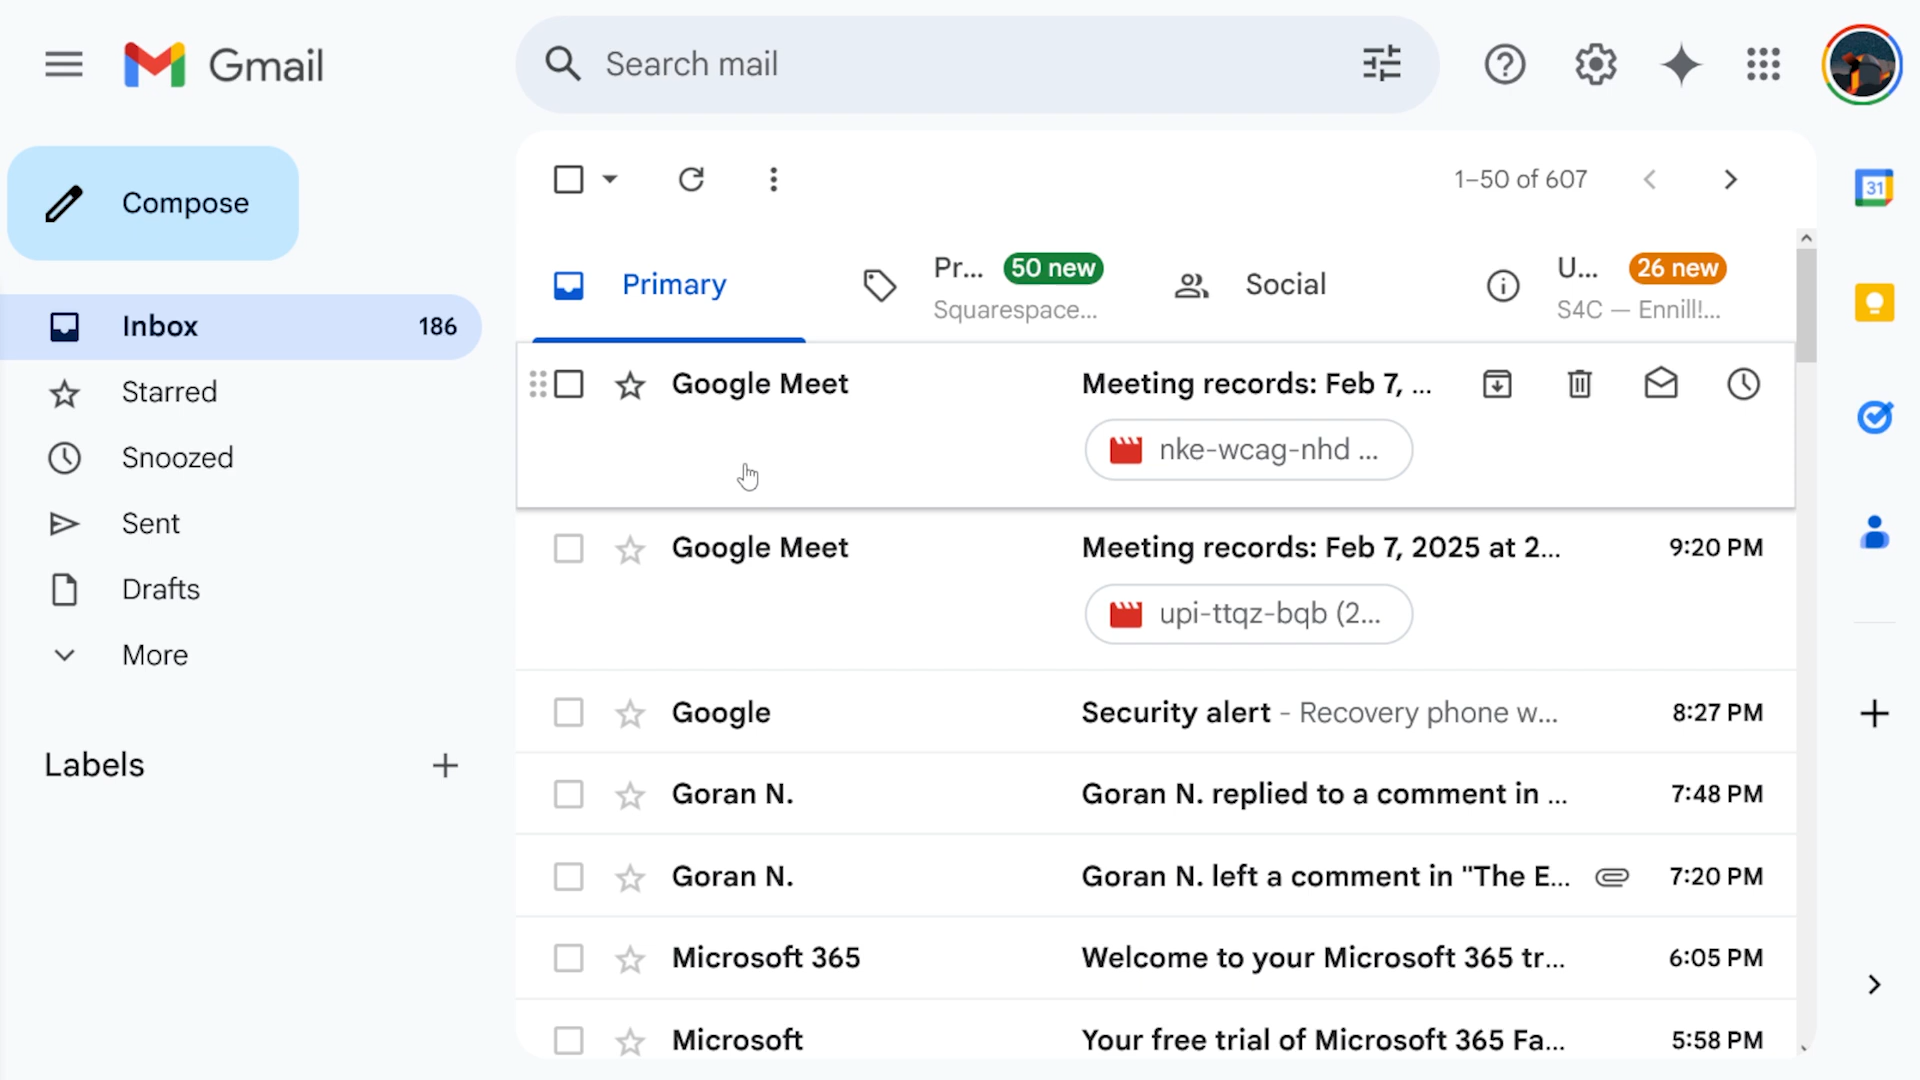 Gmail
Search mail
Compose
1–50 of 607
Primary
Pr... 50 new
Squarespace...
Social
U... 26 new
S4C — Ennill!...
31
Inbox 186
Starred
Snoozed
Sent
Drafts
More
Labels
Google Meet Meeting records: Feb 7, ...
nke-wcag-nhd ...
Google Meet Meeting records: Feb 7, 2025 at 2... 9:20 PM
upi-ttqz-bqb (2...
Google Security alert - Recovery phone w... 8:27 PM
Goran N. Goran N. replied to a comment in ... 7:48 PM
Goran N. Goran N. left a comment in "The E... 7:20 PM
Microsoft 365 Welcome to your Microsoft 365 tr... 6:05 PM
Microsoft Your free trial of Microsoft 365 Fa... 5:58 PM